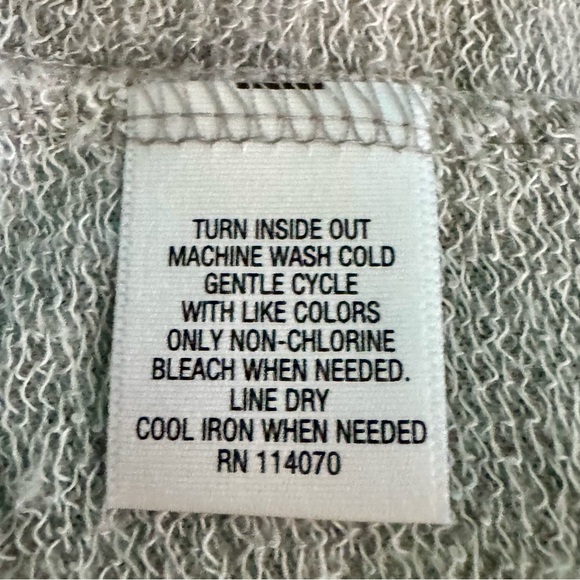 TURN INSIDE OUT
MACHINE WASH COLD
GENTLE CYCLE
WITH LIKE COLORS
ONLY NON-CHLORINE
BLEACH WHEN NEEDED.
LINE DRY
COOL IRON WHEN NEEDED
RN 114070